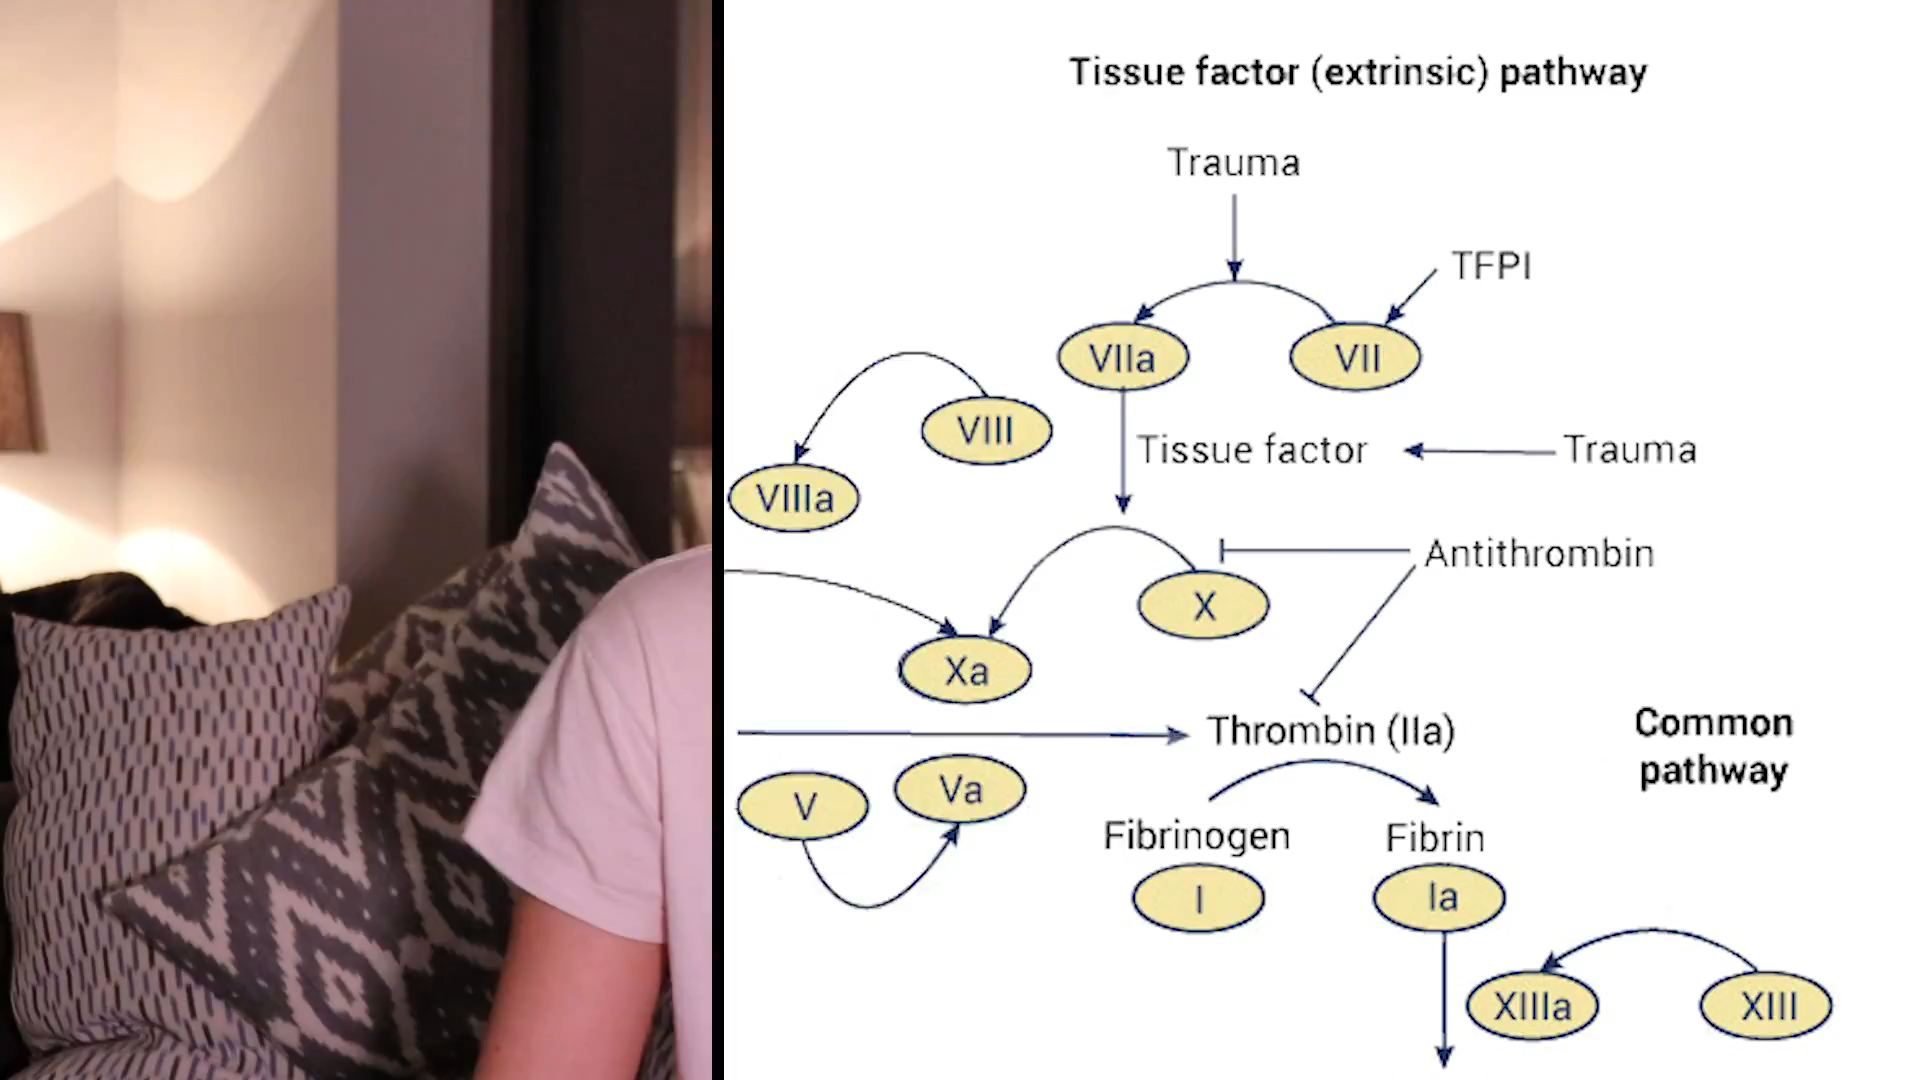 Tissue factor (extrinsic) pathway
Trauma
TFPI
VIIa
VII
VIII
Tissue factor
Trauma
VIIIa
Antithrombin
X
Xa
Thrombin (IIa)
Common
pathway
V
Va
Fibrinogen
Fibrin
I
Ia
XIIIa
XIII